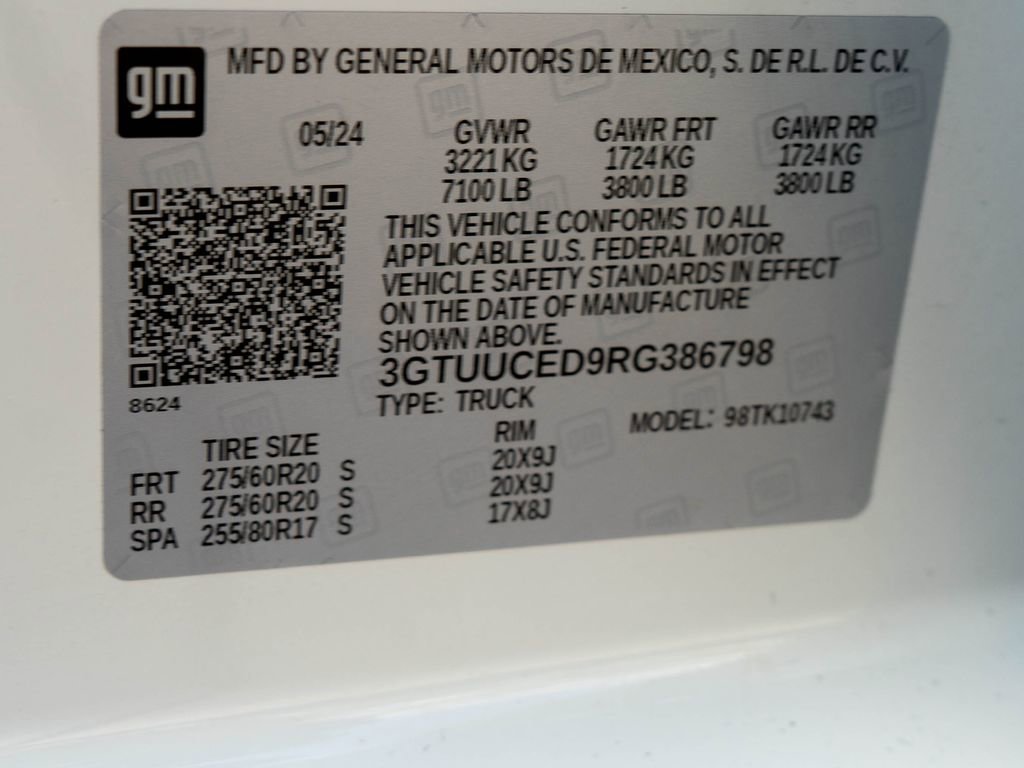 gm
MFD BY GENERAL MOTORS DE MEXICO, S. DE R.L. DE C.V.
05/24 GVWR GAWR FRT GAWR RR
3221 KG 1724 KG 1724 KG
7100 LB 3800 LB 3800 LB
THIS VEHICLE CONFORMS TO ALL
APPLICABLE U.S. FEDERAL MOTOR
VEHICLE SAFETY STANDARDS IN EFFECT
ON THE DATE OF MANUFACTURE
SHOWN ABOVE.
3GTUUCED9RG386798
8624
TYPE: TRUCK MODEL: 98TK10743
TIRE SIZE RIM
FRT 275/60R20 S 20X9J
RR 275/60R20 S 20X9J
SPA 255/80R17 S 17X8J